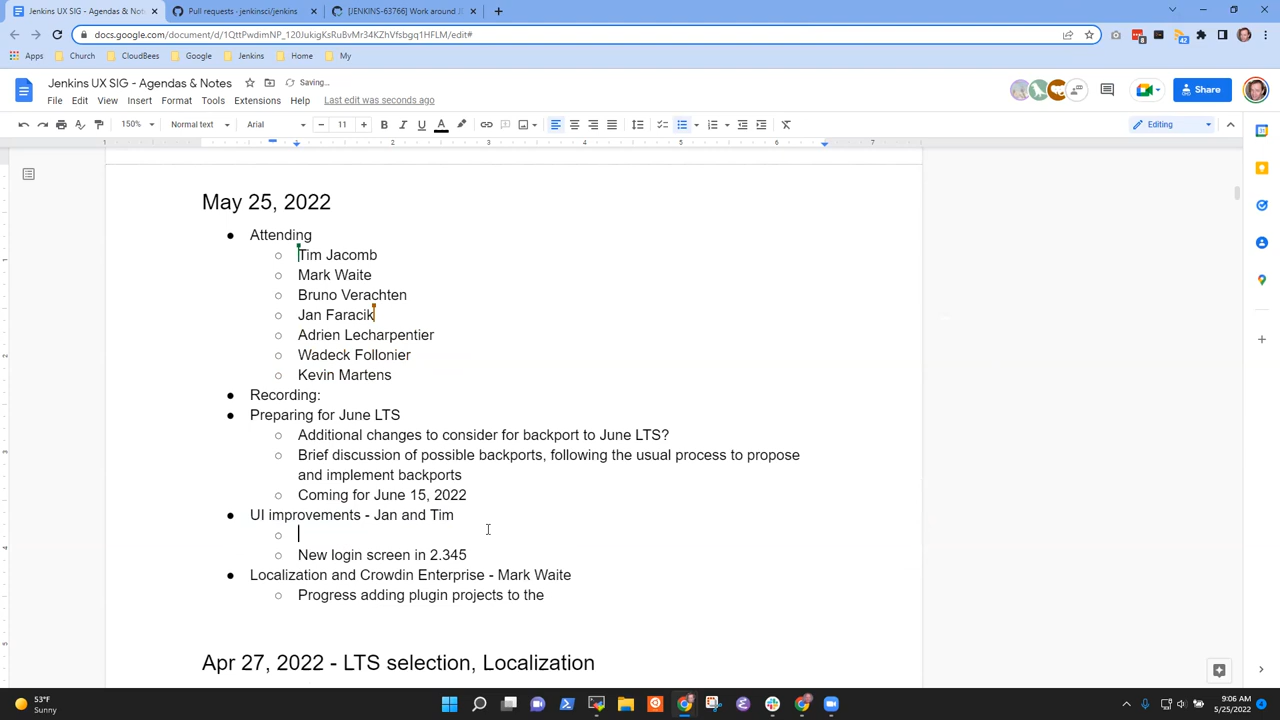 Jenkins UX SIG - Agendas & Notes
Pull requests · jenkinsci/jenkins
[JENKINS-63766] Work around J
docs.google.com/document/d/1QttPwdimNP_120JukigKsRuBvMr34KZhVfsbgq1HFLM/edit#
Apps Church CloudBees Google Jenkins Home My
Jenkins UX SIG - Agendas & Notes
Saving...
File Edit View Insert Format Tools Extensions Help Last edit was seconds ago
Share
150% Normal text Arial 11
Editing
May 25, 2022
Attending
Tim Jacomb
Mark Waite
Bruno Verachten
Jan Faracik
Adrien Lecharpentier
Wadeck Follonier
Kevin Martens
Recording:
Preparing for June LTS
Additional changes to consider for backport to June LTS?
Brief discussion of possible backports, following the usual process to propose
and implement backports
Coming for June 15, 2022
UI improvements - Jan and Tim
New login screen in 2.345
Localization and Crowdin Enterprise - Mark Waite
Progress adding plugin projects to the
Apr 27, 2022 - LTS selection, Localization
53°F
Sunny
9:06 AM
5/25/2022